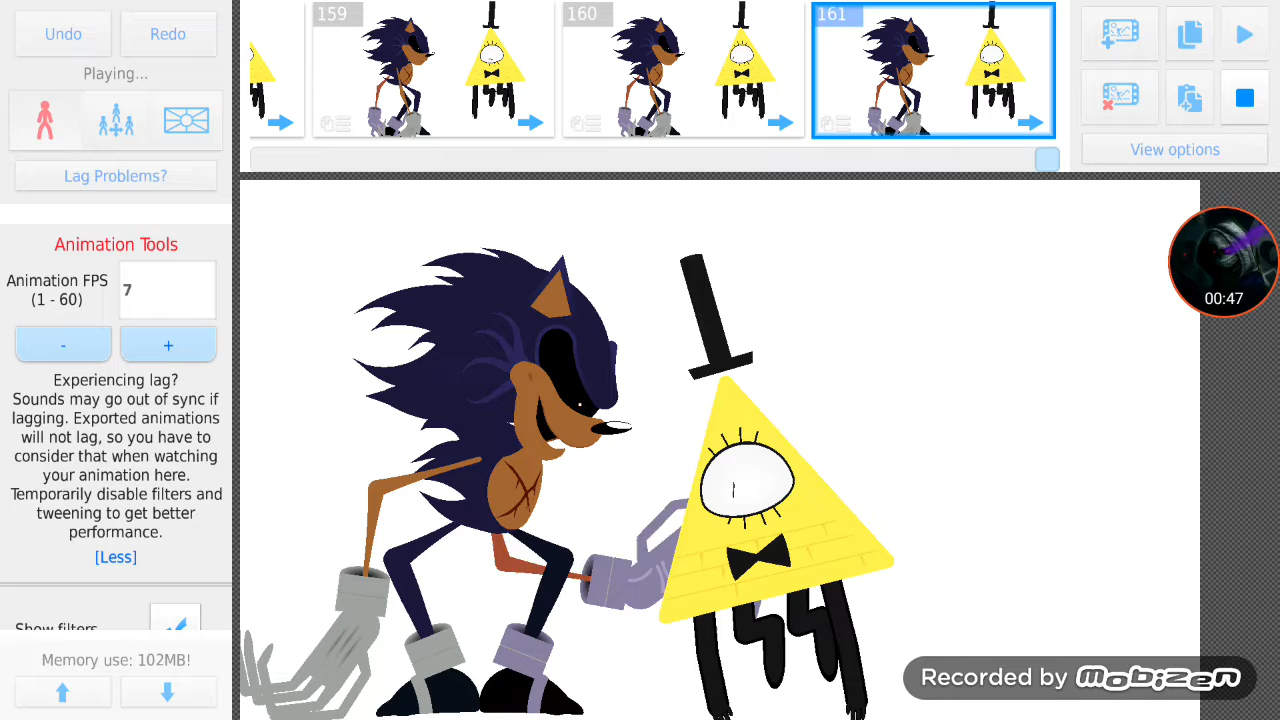 Undo
Redo
Playing...
Lag Problems?
159
160
161
View options
Animation Tools
Animation FPS
(1 - 60)
7
-
+
Experiencing lag?
Sounds may go out of sync if
lagging. Exported animations
will not lag, so you have to
consider that when watching
your animation here.
Temporarily disable filters and
tweening to get better
performance.
[Less]
Show filters
Memory use: 102MB!
00:47
Recorded by mobizen